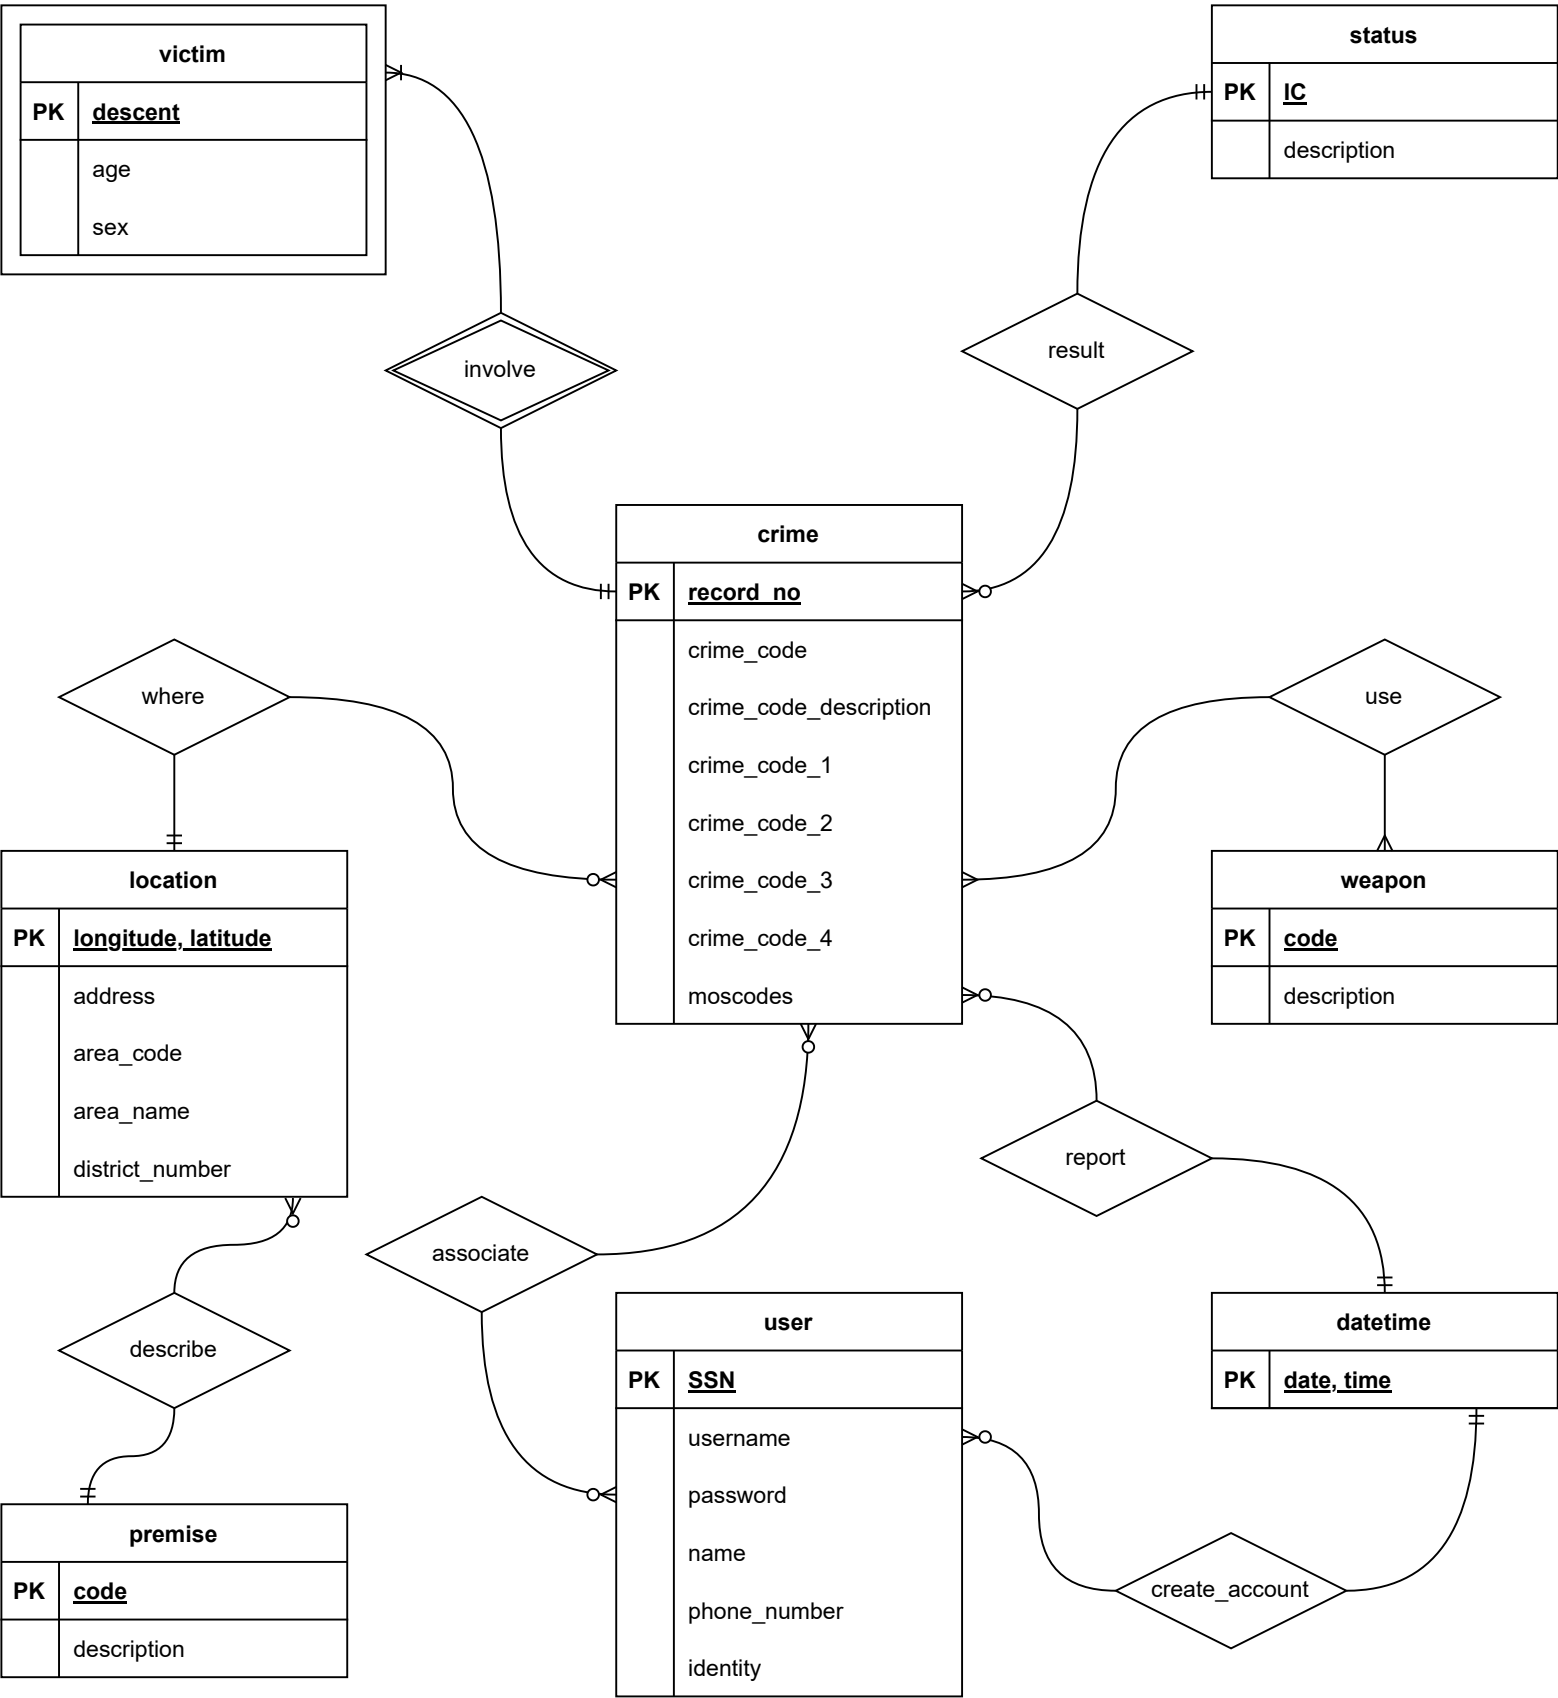 victim
PK descent
age
sex
status
PK IC
description
involve
result
crime
PK record_no
crime_code
crime_code_description
crime_code_1
crime_code_2
crime_code_3
crime_code_4
moscodes
where
use
location
PK longitude, latitude
address
area_code
area_name
district_number
weapon
PK code
description
report
associate
describe
user
PK SSN
username
password
name
phone_number
identity
datetime
PK date, time
create_account
premise
PK code
description